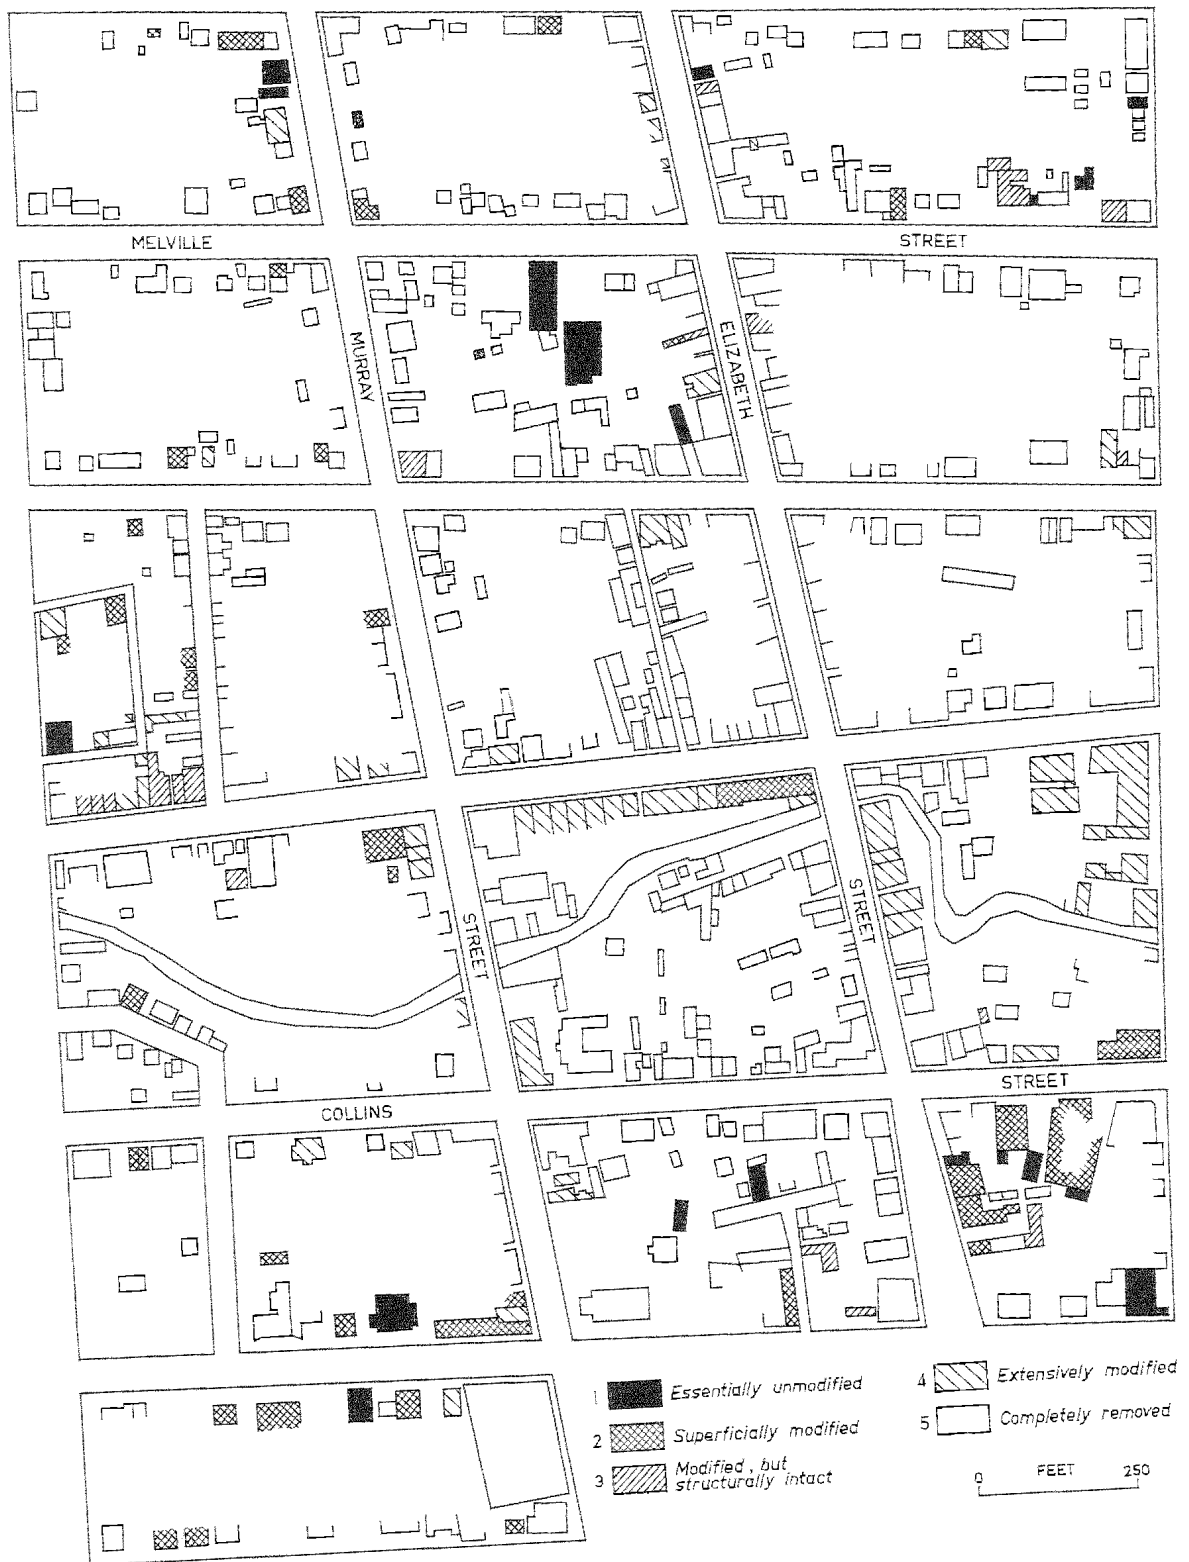 MELVILLE
STREET
MURRAY
ELIZABETH
STREET
STREET
COLLINS
STREET
1 Essentially unmodified
2 Superficially modified
3 Modified, but
structurally intact
4 Extensively modified
5 Completely removed
0 FEET 250